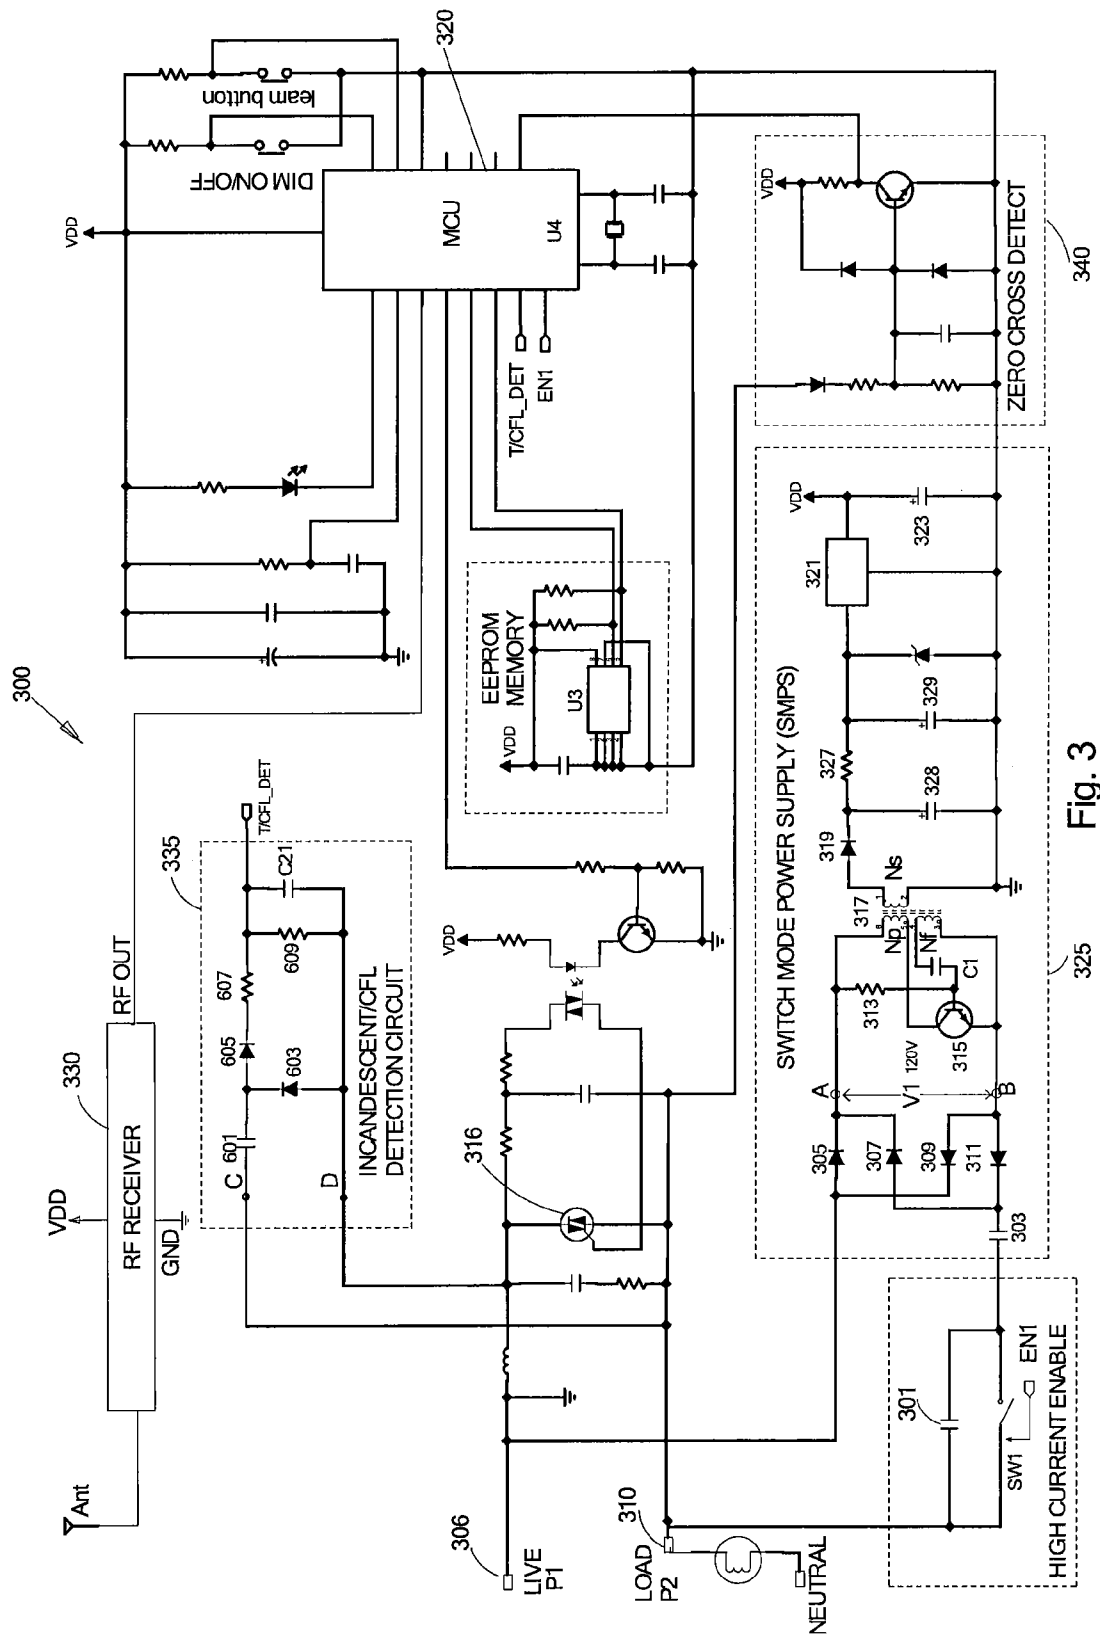 300
Ant
RF RECEIVER
330
VDD
GND
RF OUT
C
601
603
605
607
609
C21
D
335
T/CFL_DET
INCANDESCENT/CFL
DETECTION CIRCUIT
VDD
DIM ON/OFF
learn button
320
MCU
U4
T/CFL_DET
EN1
EEPROM
MEMORY
VDD
U3
306
LIVE
P1
316
VDD
310
LOAD
P2
NEUTRAL
301
SW1
EN1
HIGH CURRENT ENABLE
SWITCH MODE POWER SUPPLY (SMPS)
303
305
307
309
311
A
V1
B
120V
313
315
C1
Np
Nf
Ns
317
319
327
328
329
321
VDD
323
325
VDD
ZERO CROSS DETECT
340
Fig. 3